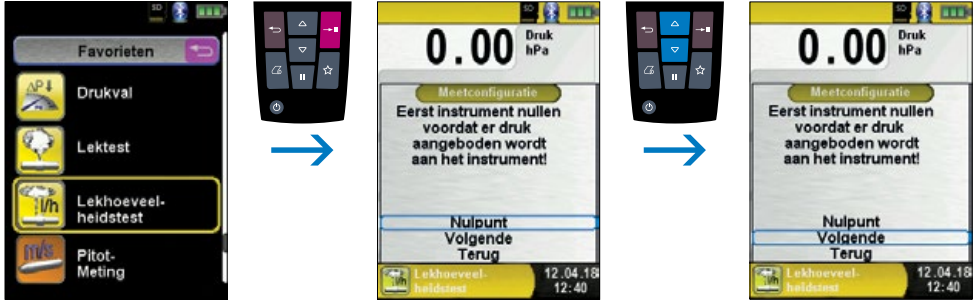 SD
Favorieten
ΔP↓
Drukval
Lektest
l/h
Lekhoeveel-
heidstest
m/s
Pitot-
Meting
SD
0.00 Druk
hPa
Meetconfiguratie
Eerst instrument nullen
voordat er druk
aangeboden wordt
aan het instrument!
Nulpunt
Volgende
Terug
Lekhoeveel- 12.04.18
heidstest 12:40
SD
0.00 Druk
hPa
Meetconfiguratie
Eerst instrument nullen
voordat er druk
aangeboden wordt
aan het instrument!
Nulpunt
Volgende
Terug
Lekhoeveel- 12.04.18
heidstest 12:40